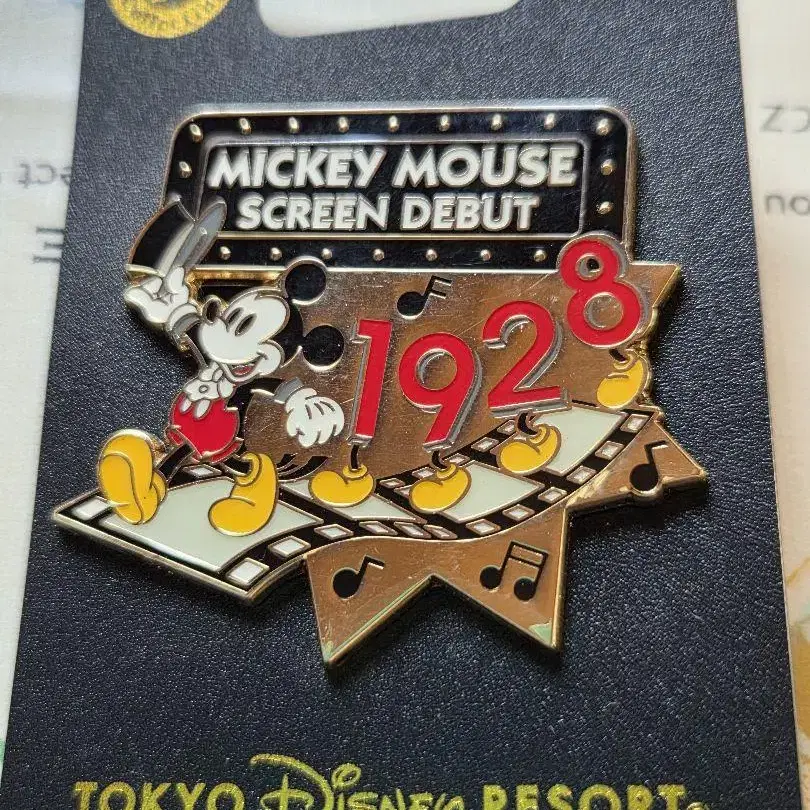 MICKEY MOUSE
SCREEN DEBUT
1928
TOKYO Disney RESORT